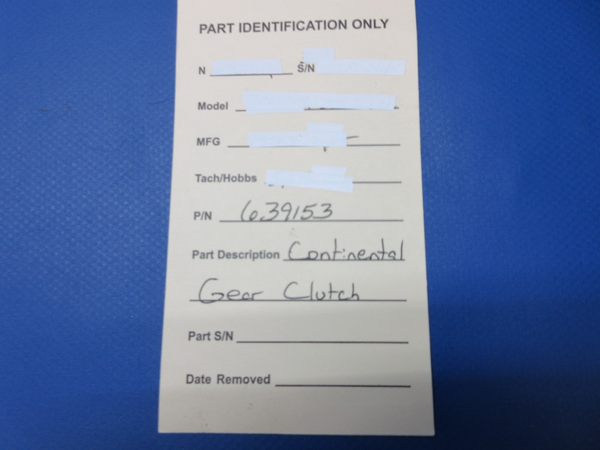 PART IDENTIFICATION ONLY
N S/N
Model
MFG
Tach/Hobbs
P/N 639153
Part Description Continental
Gear Clutch
Part S/N
Date Removed